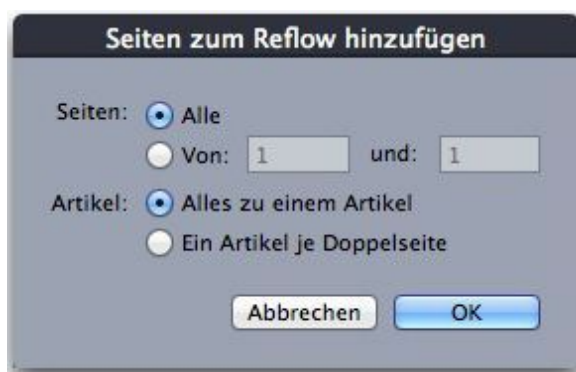 Seiten zum Reflow hinzufügen
Seiten: Alle
Von: 1 und: 1
Artikel: Alles zu einem Artikel
Ein Artikel je Doppelseite
Abbrechen OK